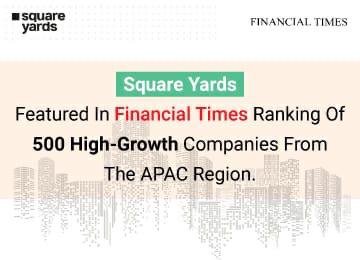 square
yards
FINANCIAL TIMES
Square Yards
Featured In Financial Times Ranking Of
500 High-Growth Companies From
The APAC Region.